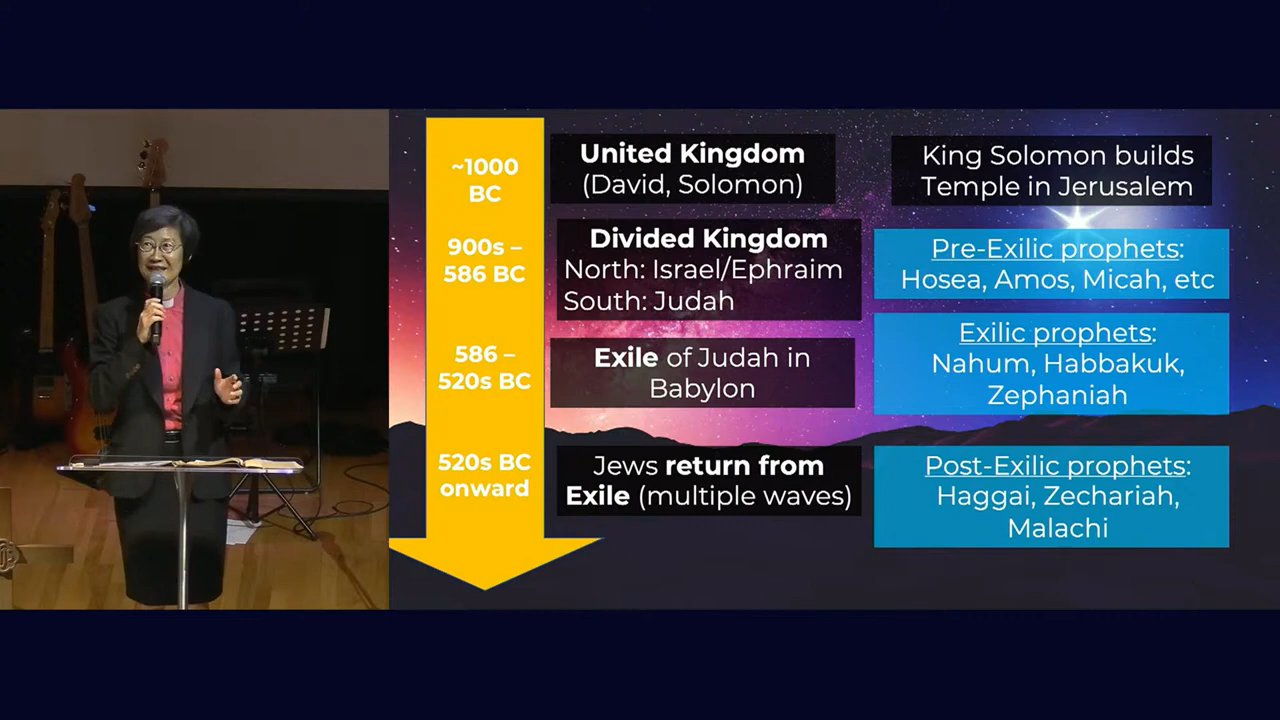 ~1000
BC
United Kingdom
(David, Solomon)
King Solomon builds
Temple in Jerusalem
900s –
586 BC
Divided Kingdom
North: Israel/Ephraim
South: Judah
Pre-Exilic prophets:
Hosea, Amos, Micah, etc
586 –
520s BC
Exile of Judah in
Babylon
Exilic prophets:
Nahum, Habbakuk,
Zephaniah
520s BC
onward
Jews return from
Exile (multiple waves)
Post-Exilic prophets:
Haggai, Zechariah,
Malachi